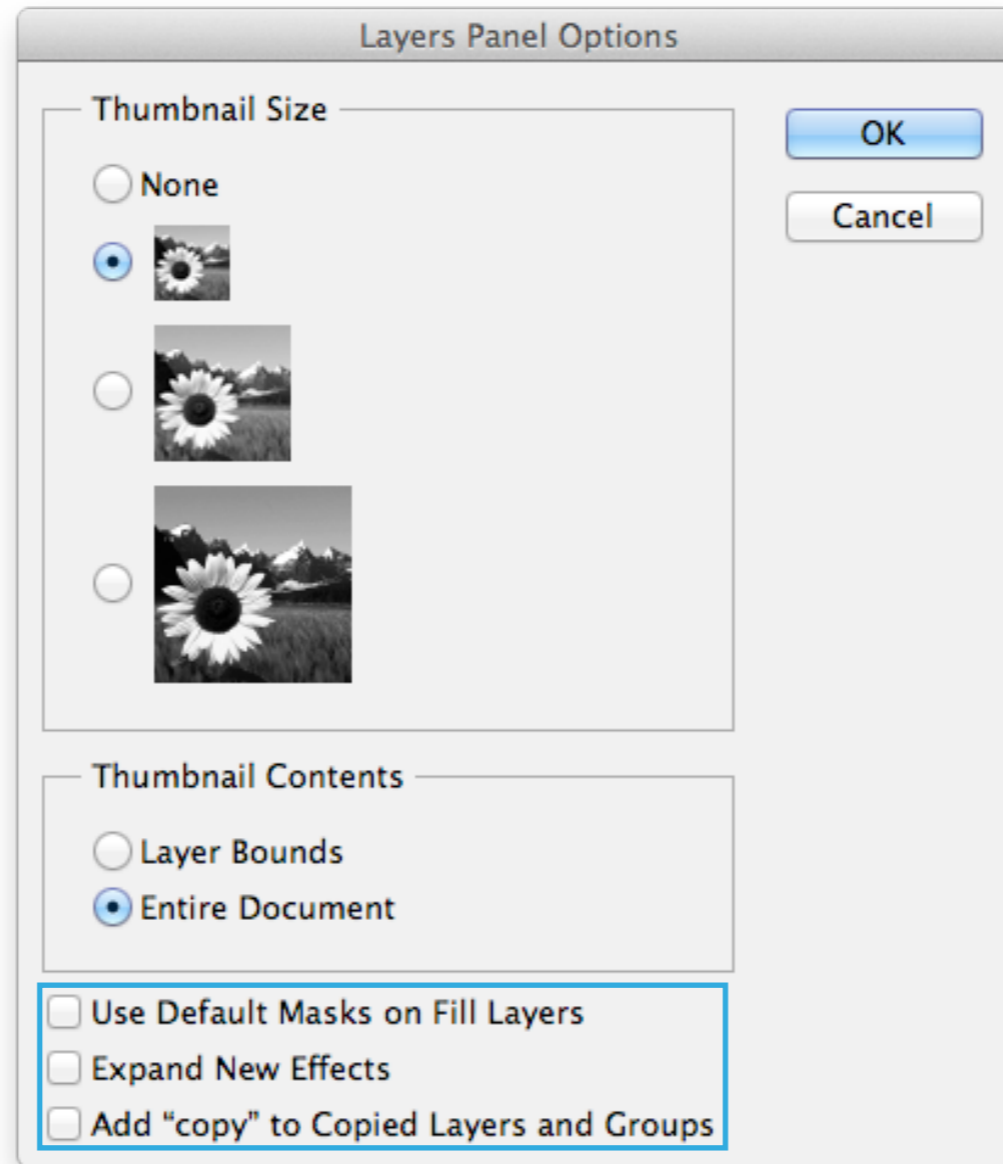 Layers Panel Options
Thumbnail Size
OK
None
Cancel
Thumbnail Contents
Layer Bounds
Entire Document
Use Default Masks on Fill Layers
Expand New Effects
Add “copy” to Copied Layers and Groups